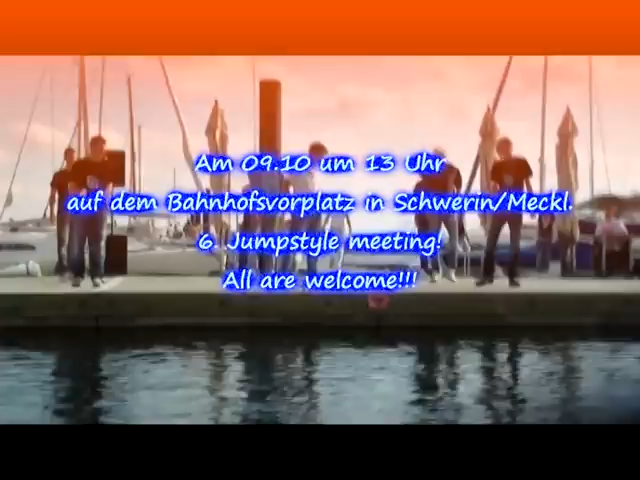 Am 09.10 um 13 Uhr
auf dem Bahnhofsvorplatz in Schwerin/Meckl.
6. Jumpstyle meeting!
All are welcome!!!